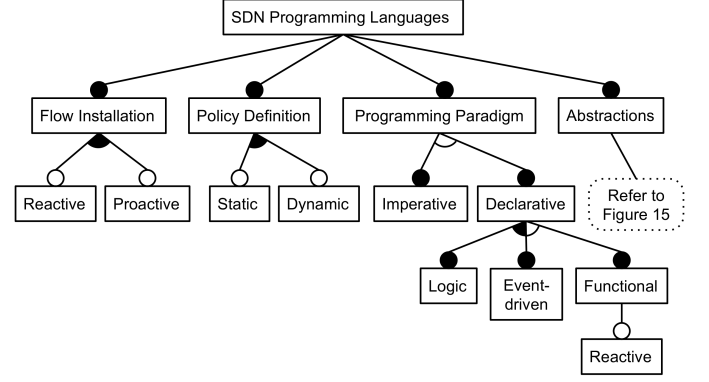 SDN Programming Languages
Flow Installation
Policy Definition
Programming Paradigm
Abstractions
Reactive
Proactive
Static
Dynamic
Imperative
Declarative
Refer to
Figure 15
Logic
Event-
driven
Functional
Reactive